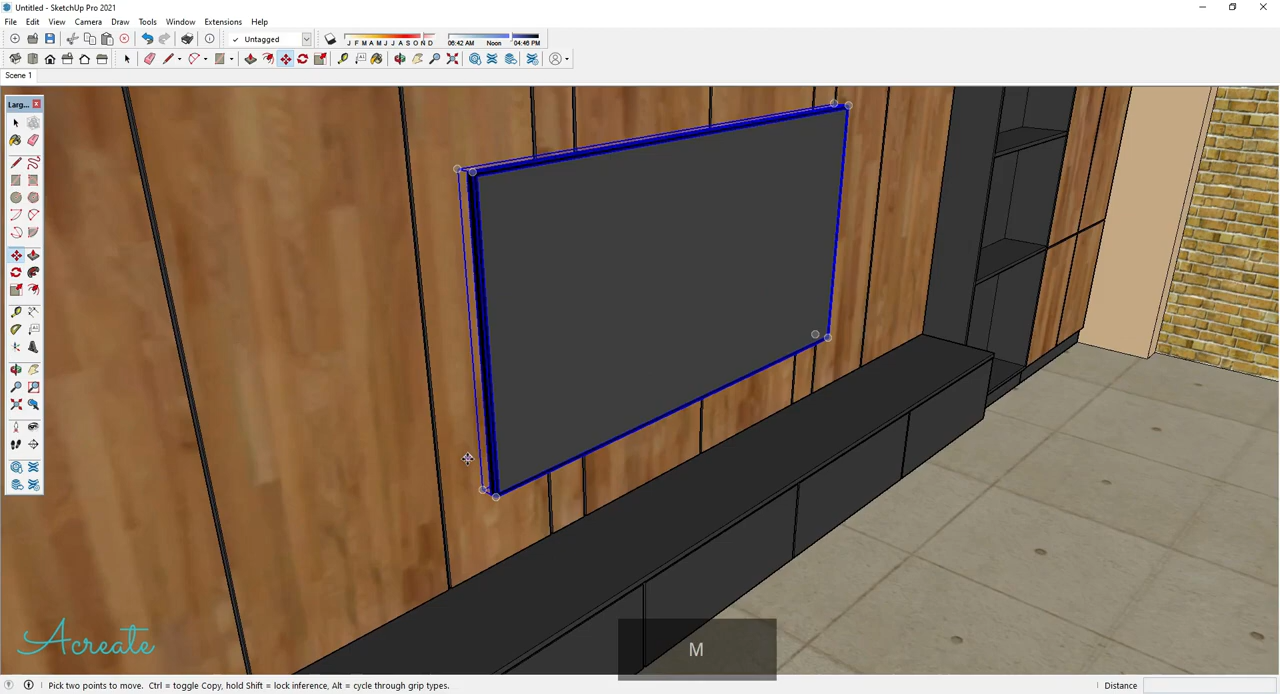 Untitled - SketchUp Pro 2021
File Edit View Camera Draw Tools Window Extensions Help
✓ Untagged
J F M A M J J A S O N D
06:42 AM Noon 04:46 PM
Scene 1
Larg...
Acreate
M
Pick two points to move. Ctrl = toggle Copy, hold Shift = lock inference, Alt = cycle through grip types.
Distance